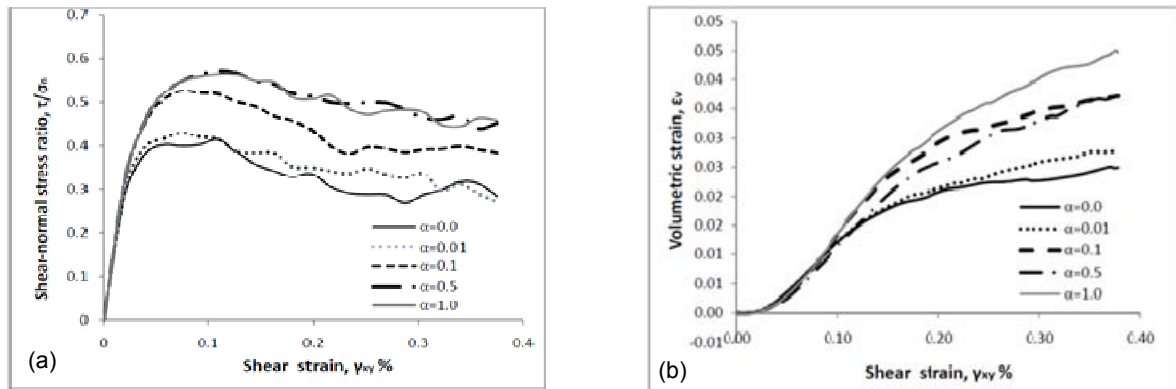 0.7
0.6
0.5
0.4
0.3
0.2
0.1
0
Shear-normal stress ratio, τ/σₙ
α=0.0
α=0.01
α=0.1
α=0.5
α=1.0
0 0.1 0.2 0.3 0.4
Shear strain, γxy %
(a)
0.05
0.05
0.04
0.04
0.03
0.03
0.02
0.02
0.01
0.01
0.00
-0.01
Volumetric strain, εv
α=0.0
α=0.01
α=0.1
α=0.5
α=1.0
0.00 0.10 0.20 0.30 0.40
Shear strain, γxy %
(b)